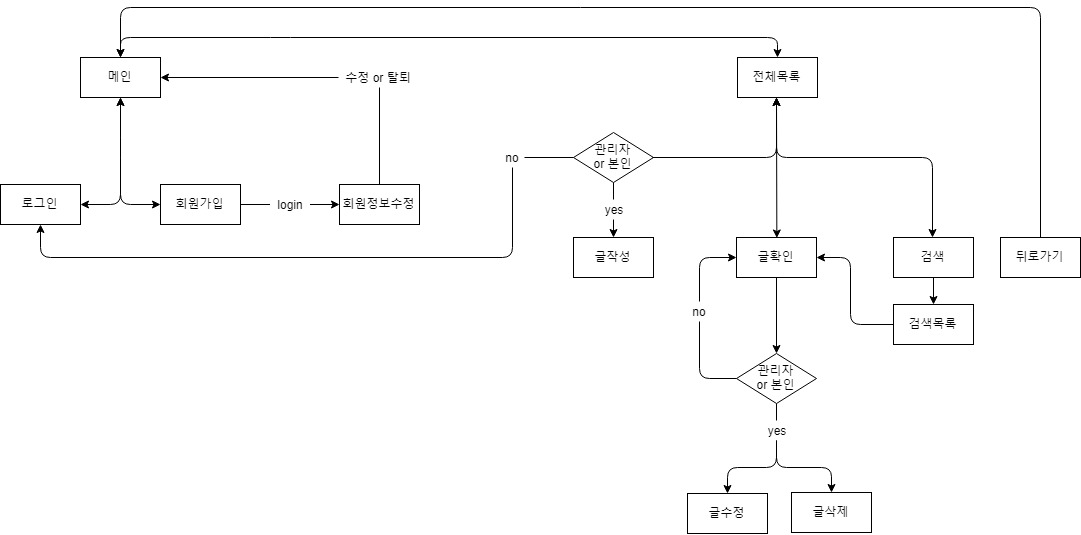 메인
수정 or 탈퇴
전체목록
관리자
or 본인
no
로그인
회원가입
login
회원정보수정
yes
글작성
글확인
검색
뒤로가기
no
검색목록
관리자
or 본인
yes
글수정
글삭제